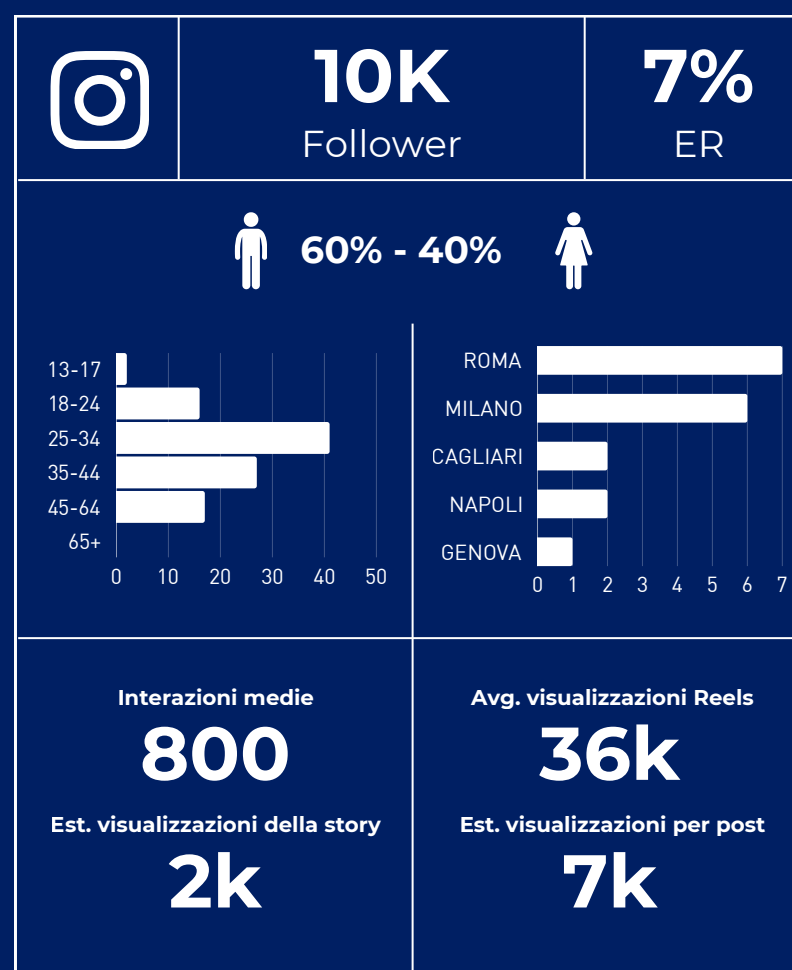 10K
Follower
7%
ER
60% - 40%
13-17
18-24
25-34
35-44
45-64
65+
0 10 20 30 40 50
ROMA
MILANO
CAGLIARI
NAPOLI
GENOVA
0 1 2 3 4 5 6 7
Interazioni medie
800
Est. visualizzazioni della story
2k
Avg. visualizzazioni Reels
36k
Est. visualizzazioni per post
7k